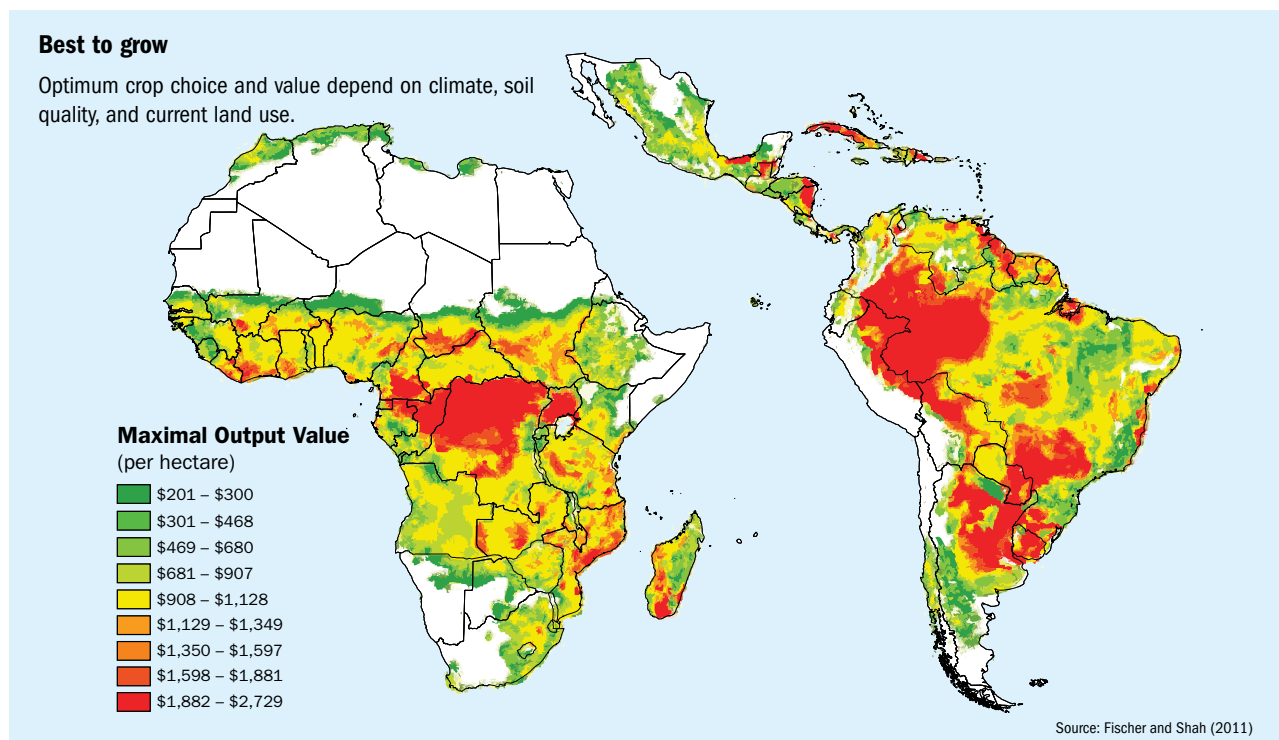 Best to grow
Optimum crop choice and value depend on climate, soil
quality, and current land use.
Maximal Output Value
(per hectare)
$201 – $300
$301 – $468
$469 – $680
$681 – $907
$908 – $1,128
$1,129 – $1,349
$1,350 – $1,597
$1,598 – $1,881
$1,882 – $2,729
Source: Fischer and Shah (2011)